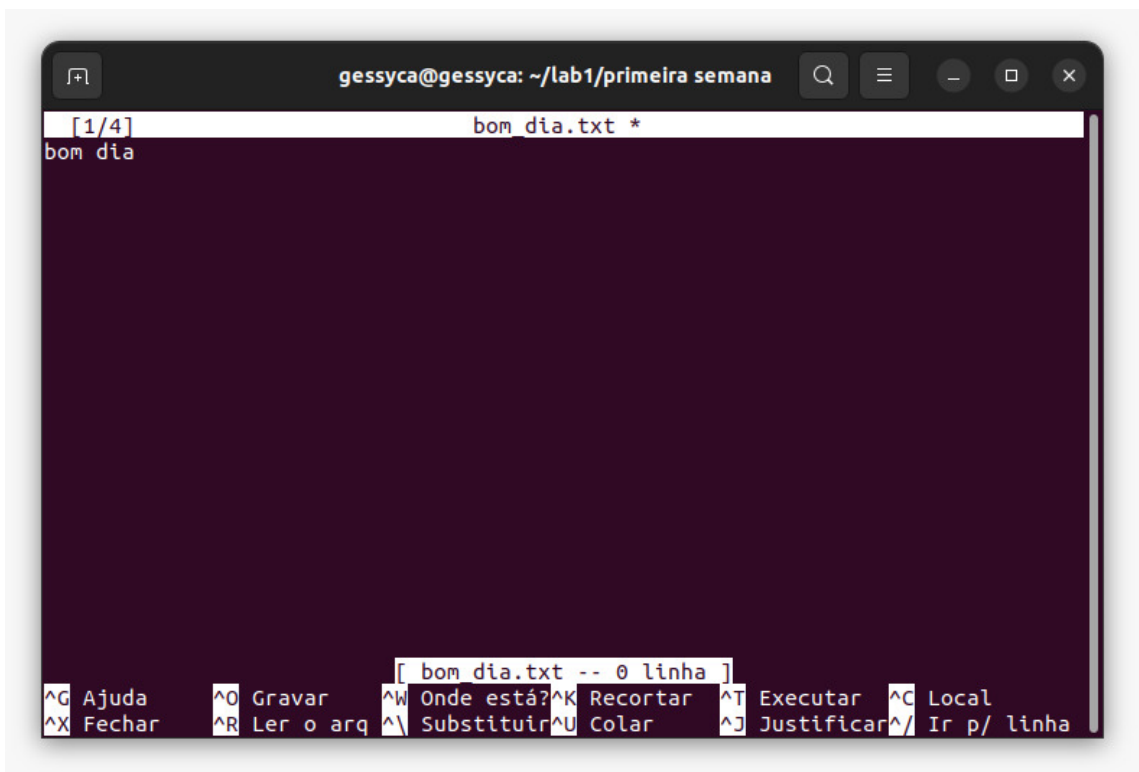 gessyca@gessyca: ~/lab1/primeira semana
[1/4] bom_dia.txt *
bom dia
[ bom_dia.txt -- 0 linha ]
^G Ajuda ^O Gravar ^W Onde está? ^K Recortar ^T Executar ^C Local
^X Fechar ^R Ler o arq ^\ Substituir ^U Colar ^J Justificar ^/ Ir p/ linha